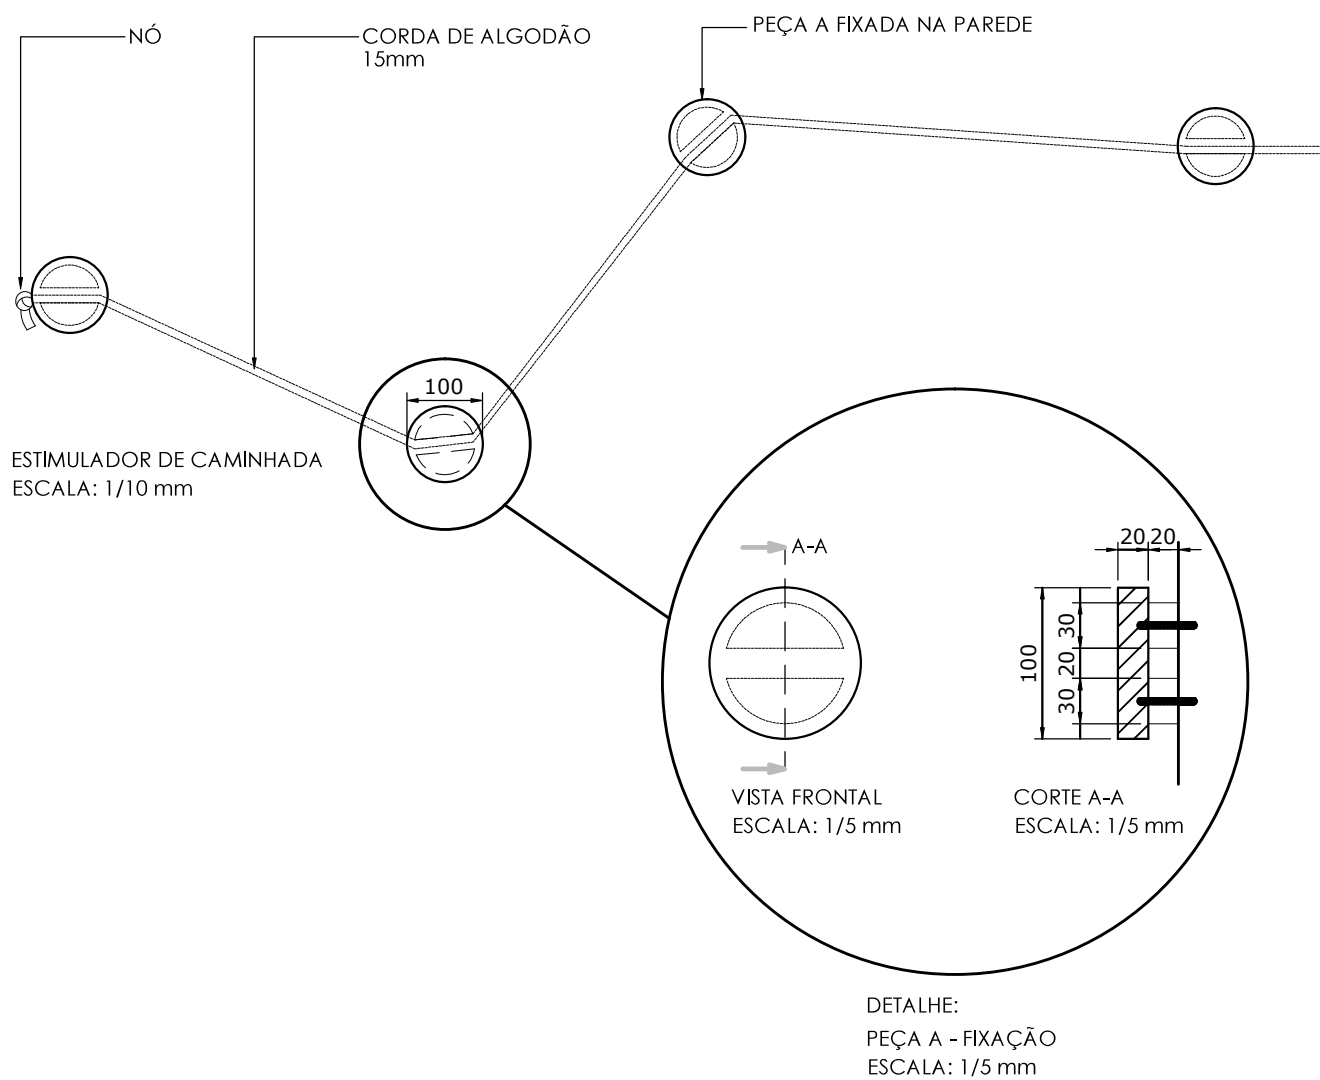 NÓ
CORDA DE ALGODÃO
15mm
PEÇA A FIXADA NA PAREDE
100
ESTIMULADOR DE CAMINHADA
ESCALA: 1/10 mm
A-A
20 20
100
30
20
30
VISTA FRONTAL
ESCALA: 1/5 mm
CORTE A-A
ESCALA: 1/5 mm
DETALHE:
PEÇA A - FIXAÇÃO
ESCALA: 1/5 mm